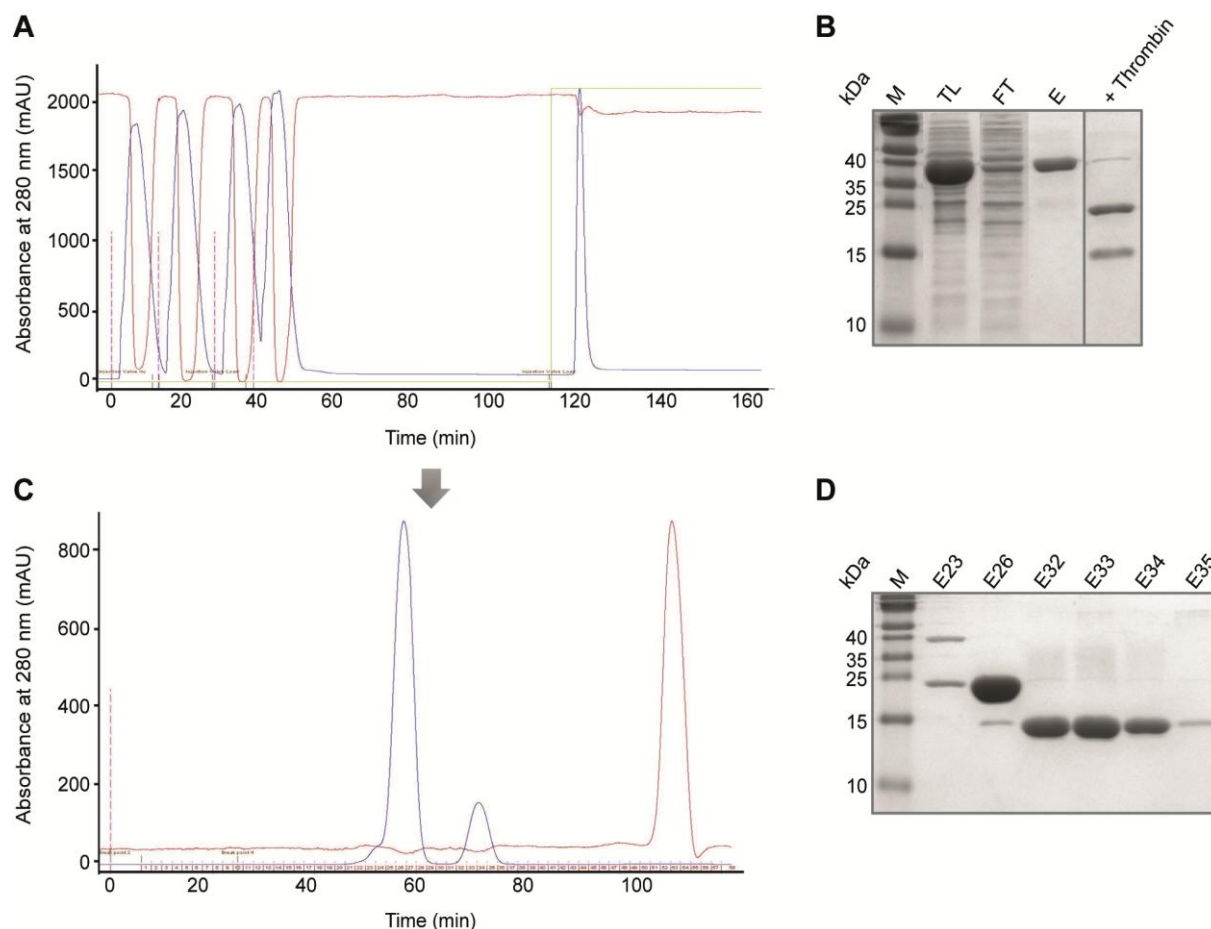 A
Absorbance at 280 nm (mAU)
2000
1500
1000
500
0
0 20 40 60 80 100 120 140 160
Time (min)
B
kDa M TL FT E + Thrombin
40
35
25
15
10
C
Absorbance at 280 nm (mAU)
800
600
400
200
0
0 20 40 60 80 100
Time (min)
D
kDa M E23 E26 E32 E33 E34 E35
40
35
25
15
10